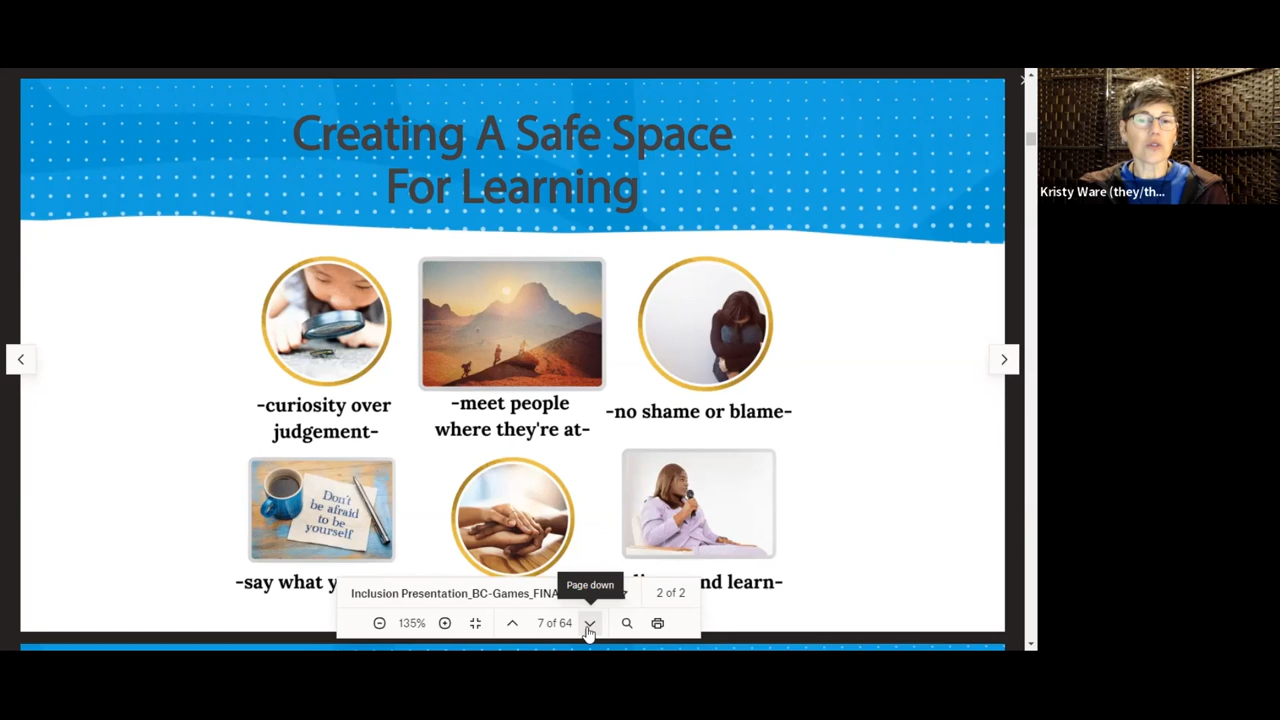 Creating A Safe Space
For Learning
-curiosity over
judgement-
-meet people
where they're at-
-no shame or blame-
Don't
be afraid
to be
yourself
-say what y
nd learn-
Page down
Inclusion Presentation_BC-Games_FINA
2 of 2
135%
7 of 64
Kristy Ware (they/th...